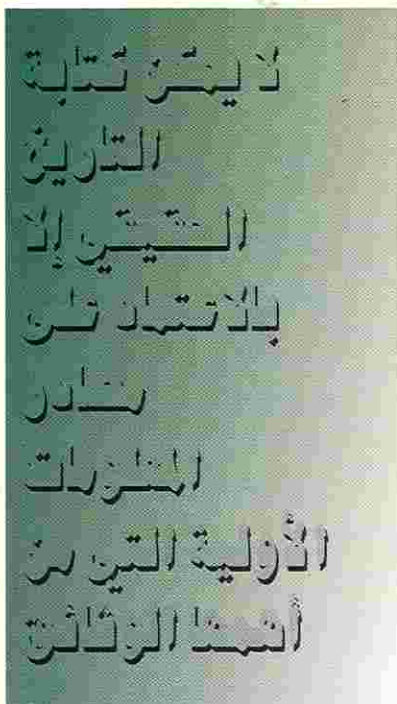 لا يمكن كتابة
التاريخ
الحقيقي إلا
بالاعتماد على
مصادر
المعلومات
الأولية التي من
أهمها الوثائق